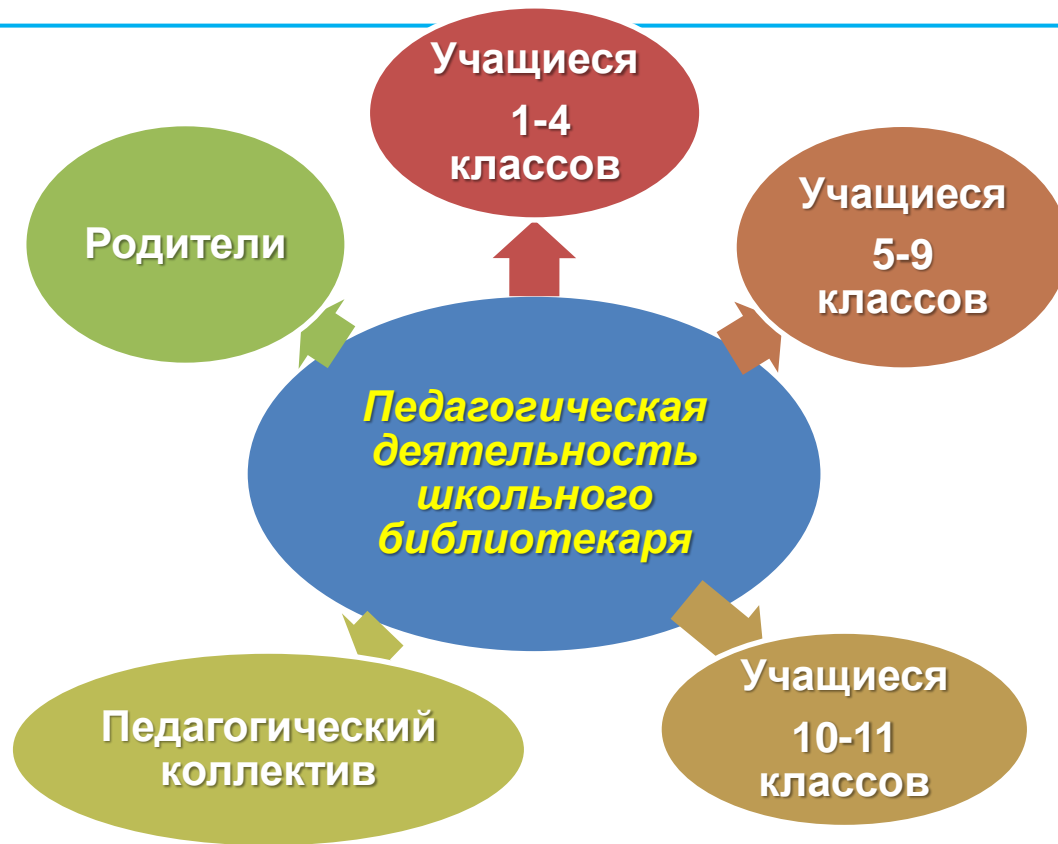 Учащиеся
1-4
классов
Учащиеся
5-9
классов
Родители
Педагогическая
деятельность
школьного
библиотекаря
Учащиеся
10-11
классов
Педагогический
коллектив